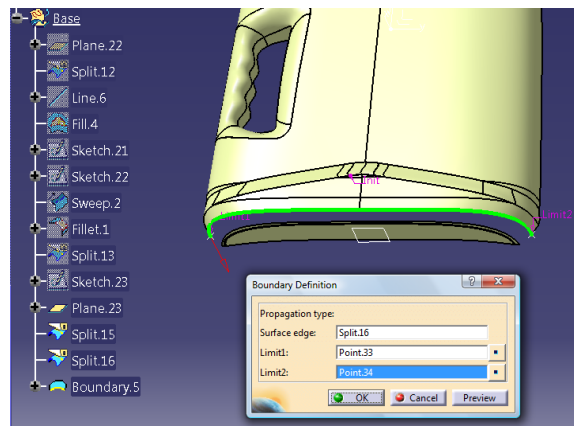 Base
Plane.22
Split.12
Line.6
Fill.4
Sketch.21
Sketch.22
Sweep.2
Fillet.1
Split.13
Sketch.23
Plane.23
Split.15
Split.16
Boundary.5
Init
Limit2
Boundary Definition
Propagation type:
Surface edge: Split.16
Limit1: Point.33
Limit2: Point.34
OK Cancel Preview